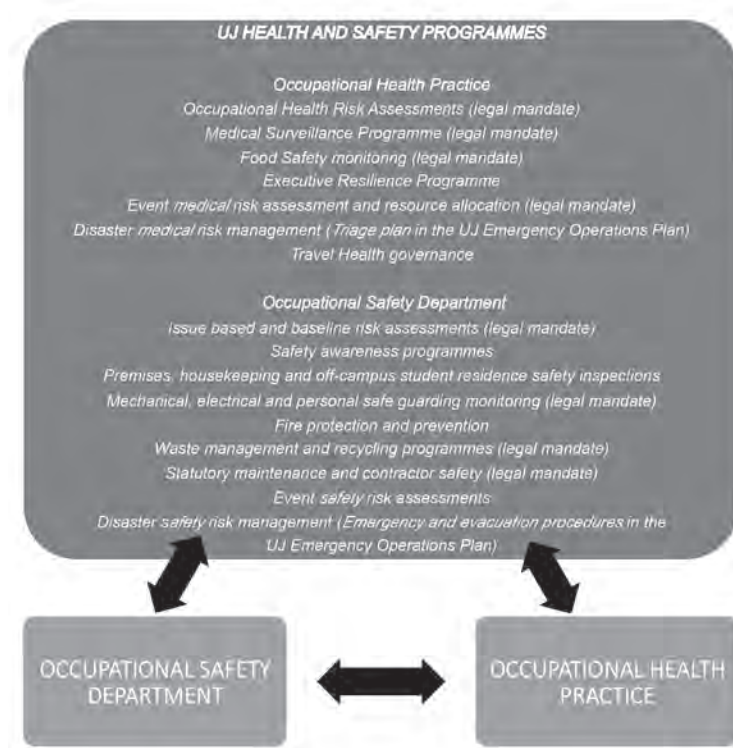 UJ HEALTH AND SAFETY PROGRAMMES
Occupational Health Practice
Occupational Health Risk Assessments (legal mandate)
Medical Surveillance Programme (legal mandate)
Food Safety monitoring (legal mandate)
Executive Resilience Programme
Event medical risk assessment and resource allocation (legal mandate)
Disaster medical risk management (Triage plan in the UJ Emergency Operations Plan)
Travel Health governance
Occupational Safety Department
Issue based and baseline risk assessments (legal mandate)
Safety awareness programmes
Premises, housekeeping and off-campus student residence safety inspections
Mechanical, electrical and personal safe guarding monitoring (legal mandate)
Fire protection and prevention
Waste management and recycling programmes (legal mandate)
Statutory maintenance and contractor safety (legal mandate)
Event safety risk assessments
Disaster safety risk management (Emergency and evacuation procedures in the
UJ Emergency Operations Plan)
OCCUPATIONAL SAFETY
DEPARTMENT
OCCUPATIONAL HEALTH
PRACTICE